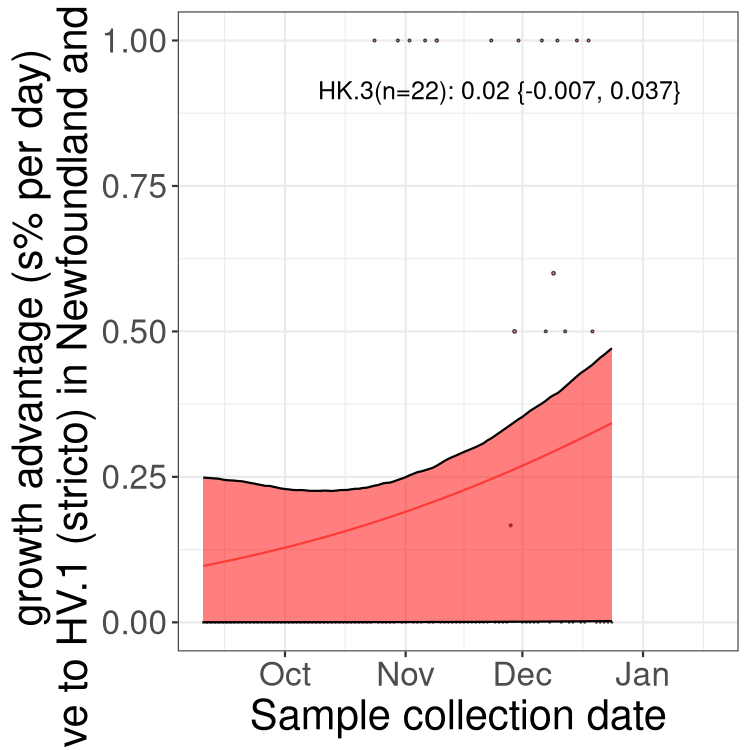 growth advantage (s% per day)
ve to HV.1 (stricto) in Newfoundland and
1.00
0.75
0.50
0.25
0.00
HK.3(n=22): 0.02 {-0.007, 0.037}
Oct Nov Dec Jan
Sample collection date